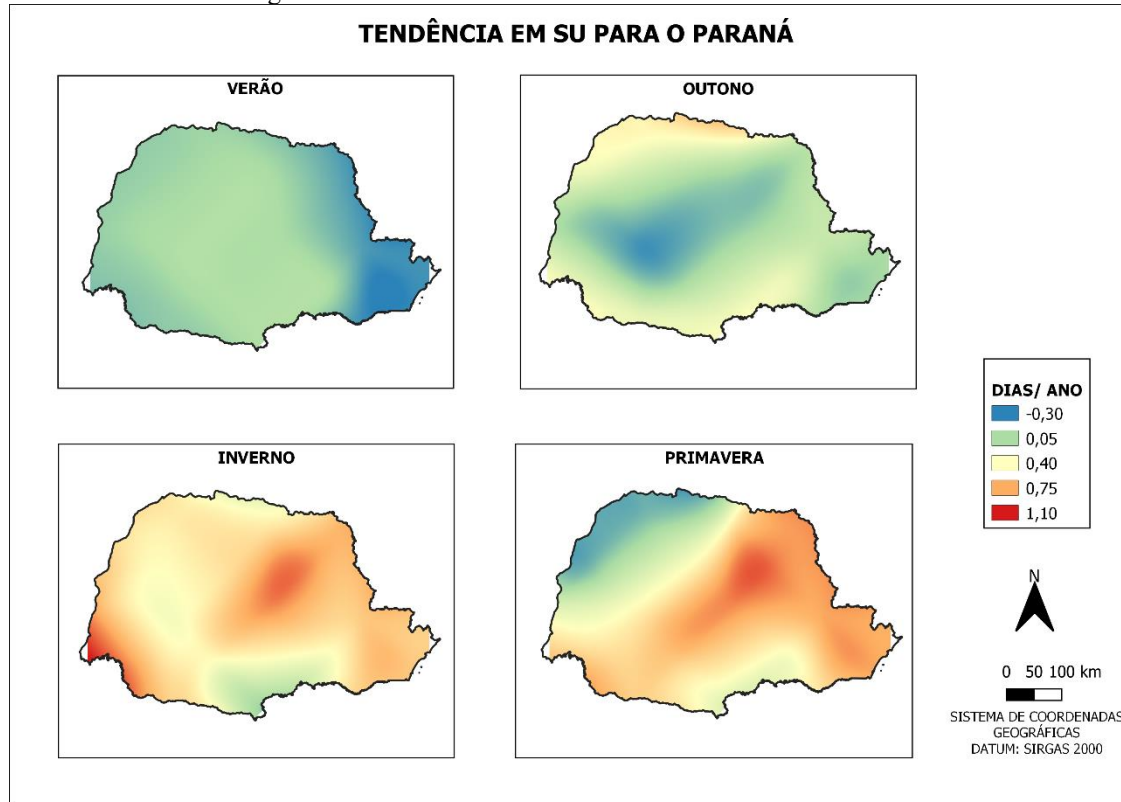 TENDÊNCIA EM SU PARA O PARANÁ
VERÃO
OUTONO
INVERNO
PRIMAVERA
DIAS/ ANO
-0,30
0,05
0,40
0,75
1,10
N
0 50 100 km
SISTEMA DE COORDENADAS
GEOGRÁFICAS
DATUM: SIRGAS 2000